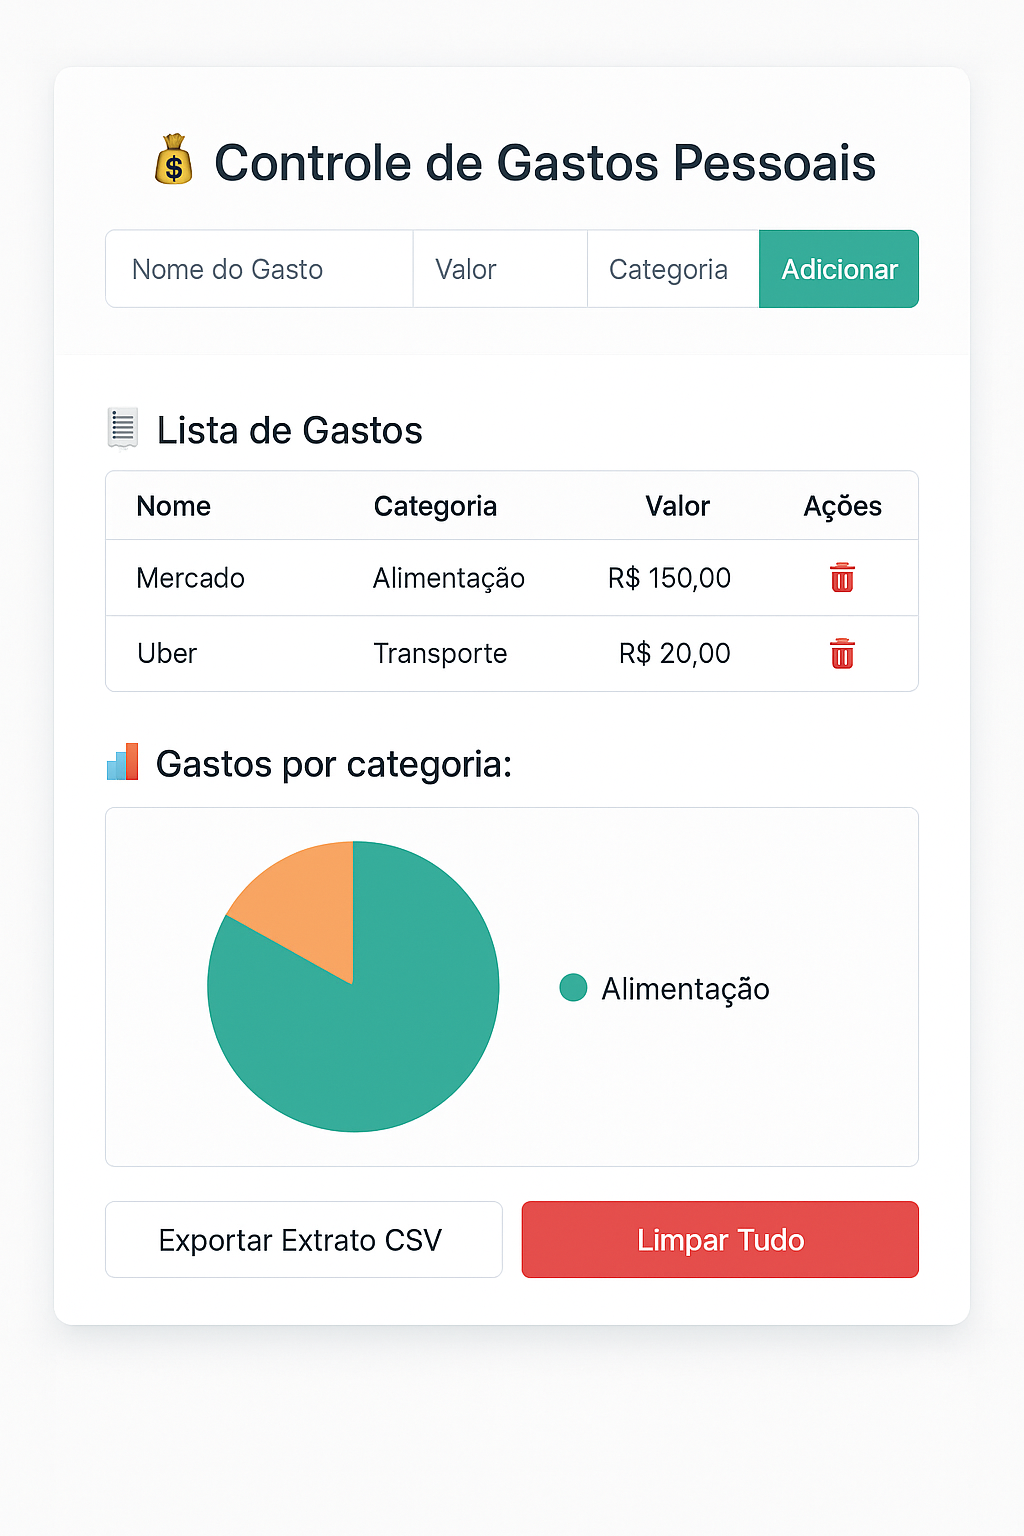 Controle de Gastos Pessoais
Nome do Gasto Valor Categoria Adicionar
Lista de Gastos
Nome Categoria Valor Ações
Mercado Alimentação R$ 150,00
Uber Transporte R$ 20,00
Gastos por categoria:
Alimentação
Exportar Extrato CSV Limpar Tudo